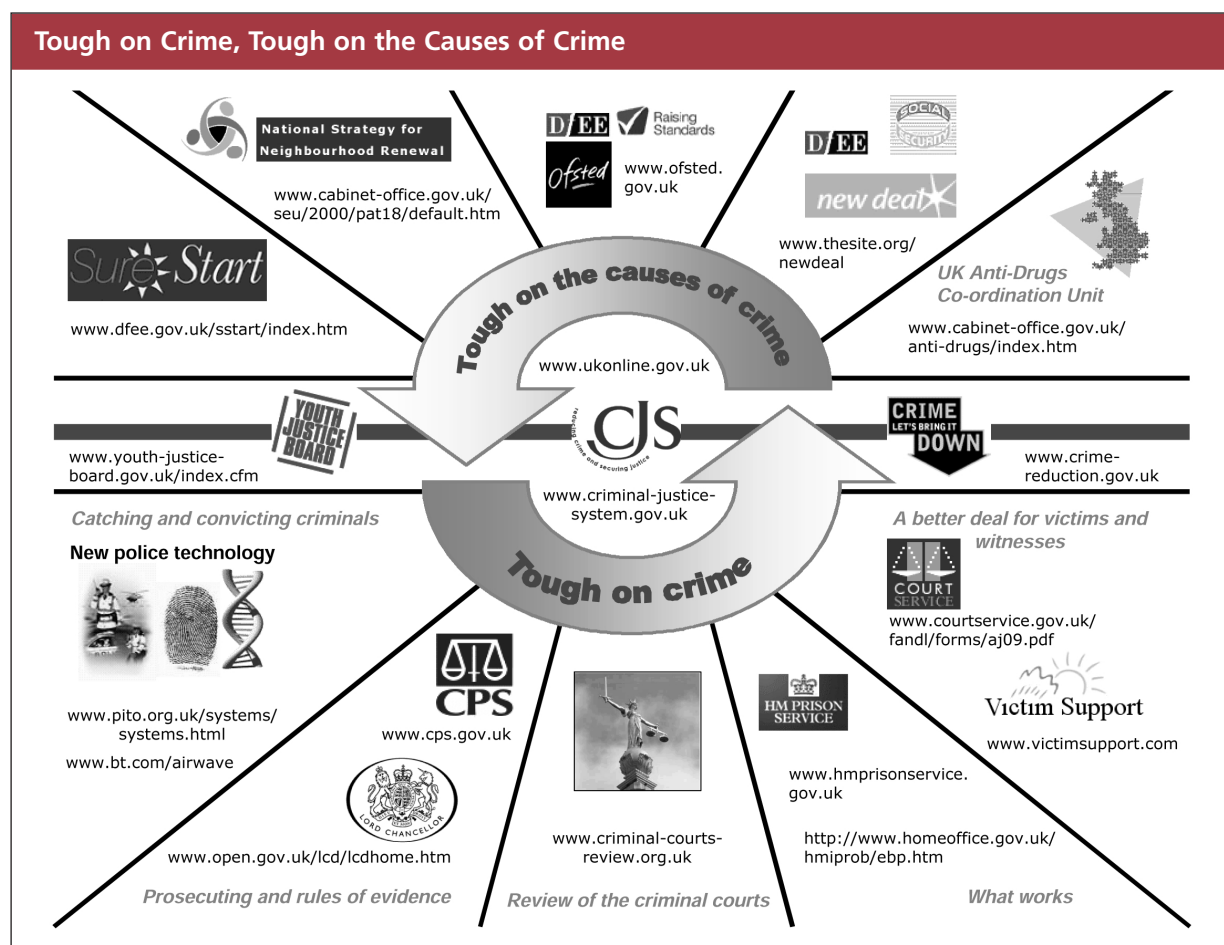 Tough on Crime, Tough on the Causes of Crime
National Strategy for
Neighbourhood Renewal
www.cabinet-office.gov.uk/
seu/2000/pat18/default.htm
DfEE
Raising
Standards
Ofsted
www.ofsted.
gov.uk
DfEE
SOCIAL
SECURITY
new deal
www.thesite.org/
newdeal
Sure Start
www.dfee.gov.uk/sstart/index.htm
UK Anti-Drugs
Co-ordination Unit
www.cabinet-office.gov.uk/
anti-drugs/index.htm
Tough on the causes of crime
www.ukonline.gov.uk
YOUTH
JUSTICE
BOARD
www.youth-justice-
board.gov.uk/index.cfm
CJS
reducing crime and securing justice
CRIME
LET'S BRING IT
DOWN
www.crime-
reduction.gov.uk
www.criminal-justice-
system.gov.uk
Tough on crime
Catching and convicting criminals
New police technology
www.pito.org.uk/systems/
systems.html
www.bt.com/airwave
A better deal for victims and
witnesses
COURT
SERVICE
www.courtservice.gov.uk/
fandl/forms/aj09.pdf
Victim Support
www.victimsupport.com
CPS
www.cps.gov.uk
LORD CHANCELLOR
www.open.gov.uk/lcd/lcdhome.htm
Prosecuting and rules of evidence
www.criminal-courts-
review.org.uk
Review of the criminal courts
HM PRISON
SERVICE
www.hmprisonservice.
gov.uk
http://www.homeoffice.gov.uk/
hmiprob/ebp.htm
What works